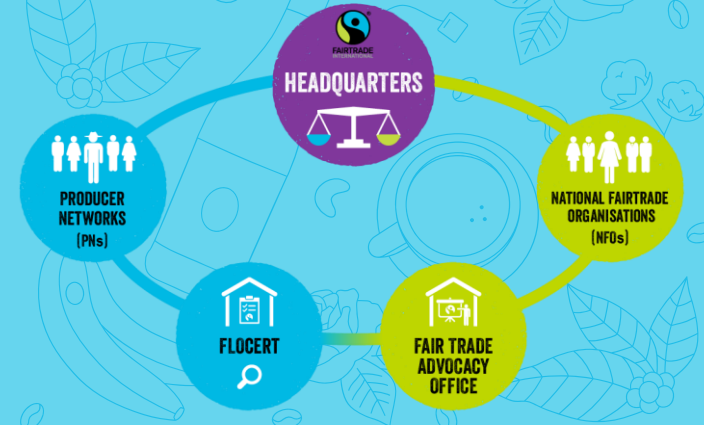 FAIRTRADE
INTERNATIONAL
HEADQUARTERS
PRODUCER
NETWORKS
(PNs)
NATIONAL FAIRTRADE
ORGANISATIONS
(NFOs)
FLOCERT
FAIR TRADE
ADVOCACY
OFFICE